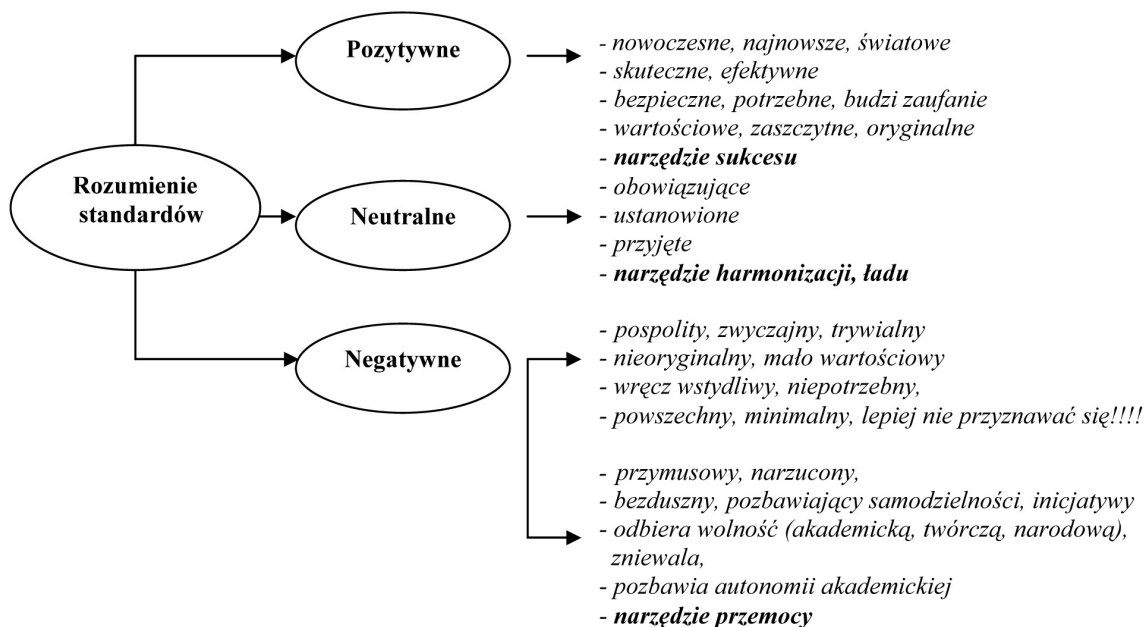 Rozumienie
standardów
Pozytywne
- nowoczesne, najnowsze, światowe
- skuteczne, efektywne
- bezpieczne, potrzebne, budzi zaufanie
- wartościowe, zaszczytne, oryginalne
- narzędzie sukcesu
Neutralne
- obowiązujące
- ustanowione
- przyjęte
- narzędzie harmonizacji, ładu
Negatywne
- pospolity, zwyczajny, trywialny
- nieoryginalny, mało wartościowy
- wręcz wstydliwy, niepotrzebny,
- powszechny, minimalny, lepiej nie przyznawać się!!!!
- przymusowy, narzucony,
- bezduszny, pozbawiający samodzielności, inicjatywy
- odbiera wolność (akademicką, twórczą, narodową),
zniewala,
- pozbawia autonomii akademickiej
- narzędzie przemocy